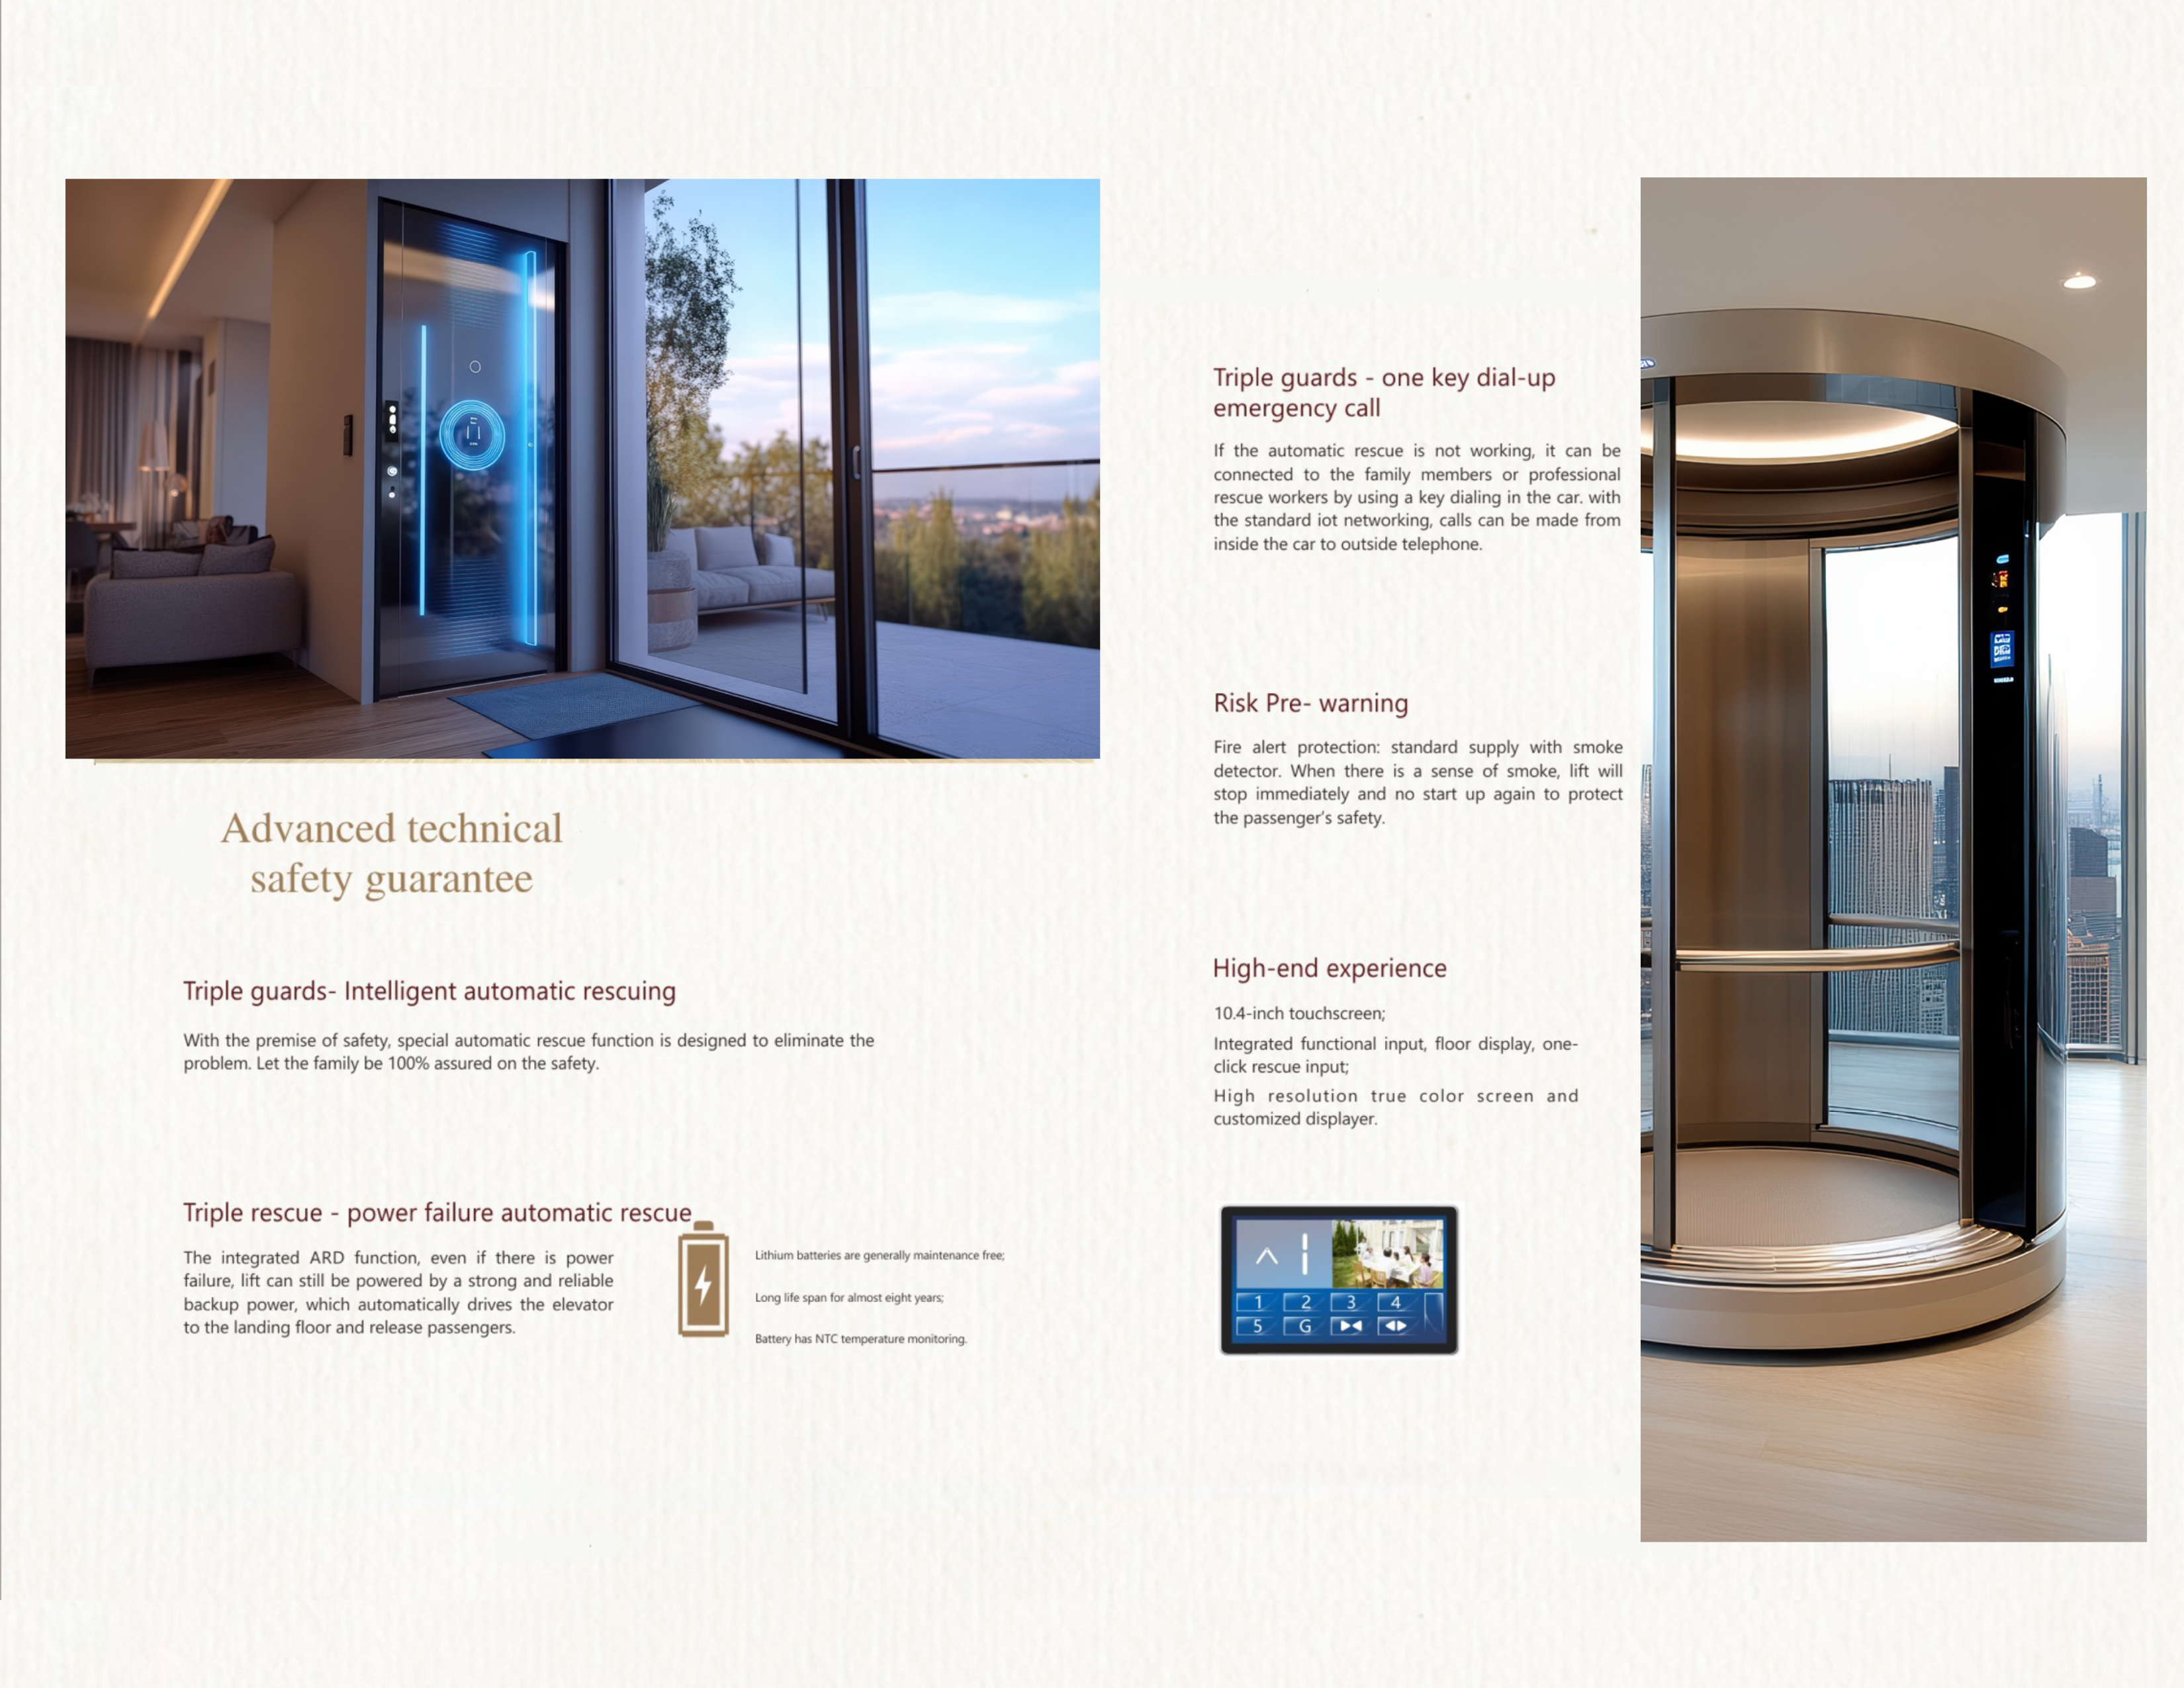 Advanced technical
safety guarantee
Triple guards- Intelligent automatic rescuing
With the premise of safety, special automatic rescue function is designed to eliminate the
problem. Let the family be 100% assured on the safety.
Triple rescue - power failure automatic rescue
The integrated ARD function, even if there is power
failure, lift can still be powered by a strong and reliable
backup power, which automatically drives the elevator
to the landing floor and release passengers.
Lithium batteries are generally maintenance free;
Long life span for almost eight years;
Battery has NTC temperature monitoring.
Triple guards - one key dial-up
emergency call
If the automatic rescue is not working, it can be
connected to the family members or professional
rescue workers by using a key dialing in the car. with
the standard iot networking, calls can be made from
inside the car to outside telephone.
Risk Pre- warning
Fire alert protection: standard supply with smoke
detector. When there is a sense of smoke, lift will
stop immediately and no start up again to protect
the passenger's safety.
High-end experience
10.4-inch touchscreen;
Integrated functional input, floor display, one-
click rescue input;
High resolution true color screen and
customized displayer.
1
1 2 3 4
5 G